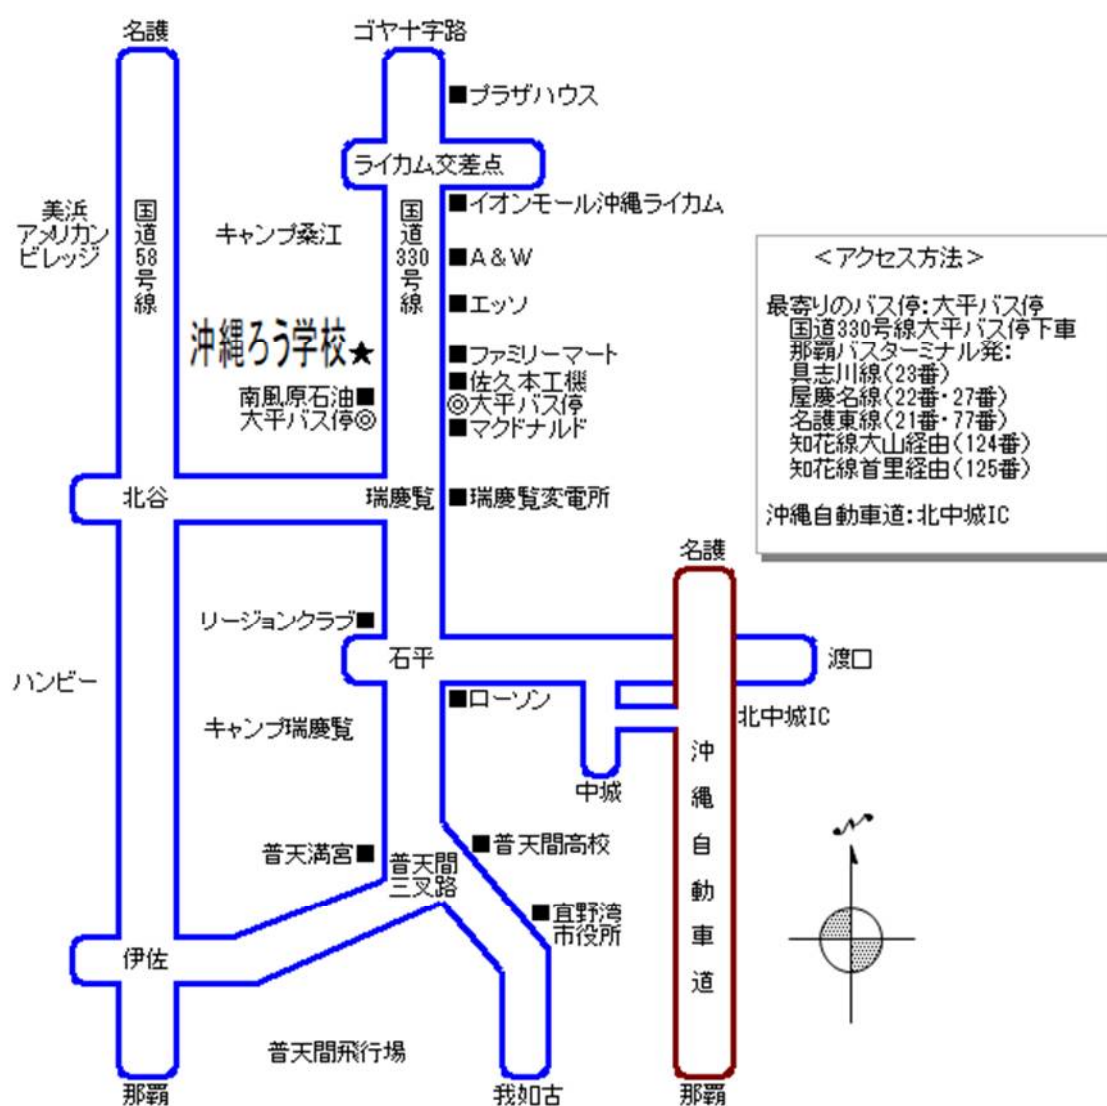 名護
ゴヤ十字路
■プラザハウス
ライカム交差点
美浜
アメリカン
ビレッジ
国道58号線
キャンプ桑江
国道330号線
■イオンモール沖縄ライカム
■A&W
■エッソ
沖縄ろう学校★
■ファミリーマート
■佐久本工機
南風原石油■
大平バス停◎
◎大平バス停
■マクドナルド
北谷
瑞慶覧
■瑞慶覧変電所
<アクセス方法>
最寄りのバス停:大平バス停
国道330号線大平バス停下車
那覇バスターミナル発:
具志川線(23番)
屋慶名線(22番・27番)
名護東線(21番・77番)
知花線大山経由(124番)
知花線首里経由(125番)
沖縄自動車道:北中城IC
名護
リージョンクラブ■
石平
渡口
ハンビー
■ローソン
キャンプ瑞慶覧
北中城IC
中城
沖縄自動車道
普天満宮■
普天間
三叉路
■普天間高校
■宜野湾
市役所
伊佐
普天間飛行場
那覇
我如古
那覇
N